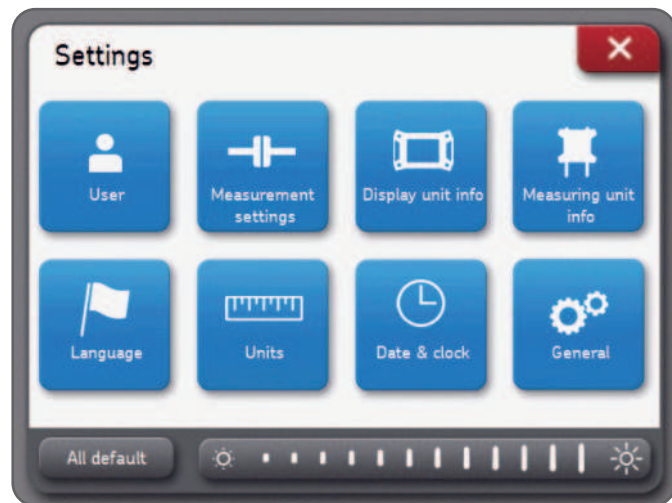 Settings
User
Measurement
settings
Display unit info
Measuring unit
info
Language
Units
Date & clock
General
All default